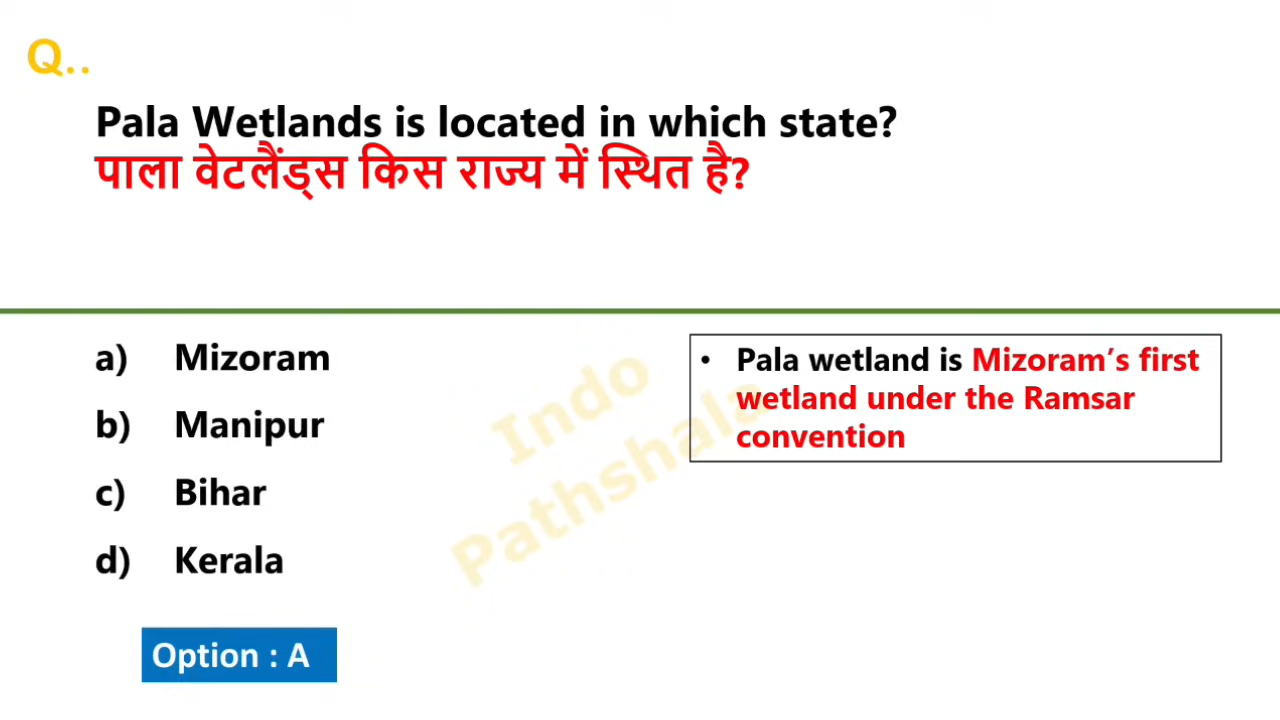 Q..
Pala Wetlands is located in which state?
पाला वेटलैंड्स किस राज्य में स्थित है?
a) Mizoram
b) Manipur
c) Bihar
d) Kerala
• Pala wetland is Mizoram’s first
wetland under the Ramsar
convention
Indo
Pathshala
Option : A